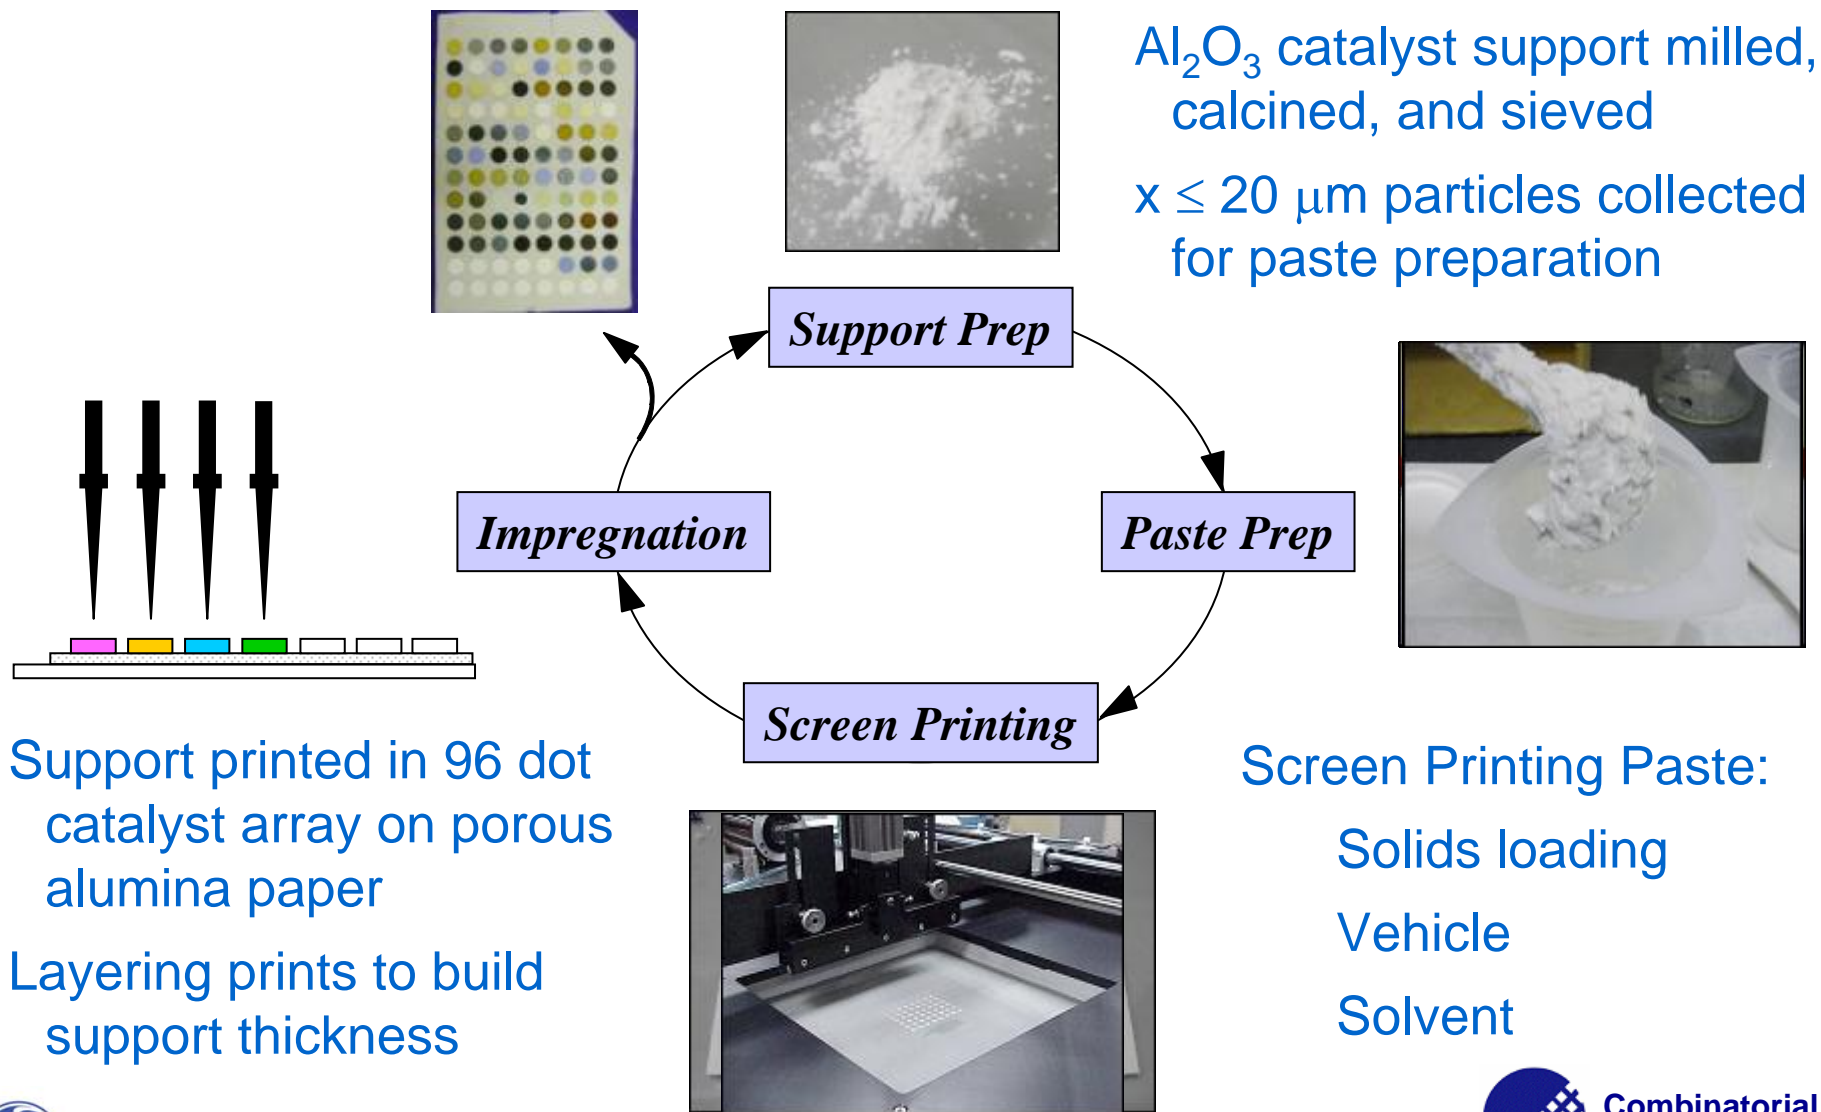 Al₂O₃ catalyst support milled,
calcined, and sieved
x ≤ 20 μm particles collected
for paste preparation
Support Prep
Impregnation
Paste Prep
Screen Printing
Support printed in 96 dot
catalyst array on porous
alumina paper
Layering prints to build
support thickness
Screen Printing Paste:
Solids loading
Vehicle
Solvent
Combinatorial